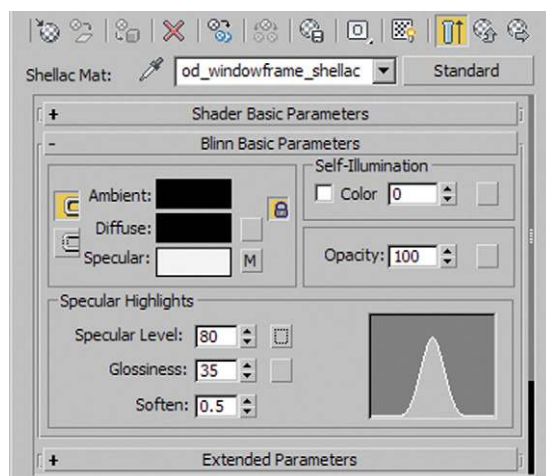 Shellac Mat: od_windowframe_shellac Standard
+ Shader Basic Parameters
- Blinn Basic Parameters
Self-Illumination
Ambient: Color 0
Diffuse:
Specular: M Opacity: 100
Specular Highlights
Specular Level: 80
Glossiness: 35
Soften: 0.5
+ Extended Parameters